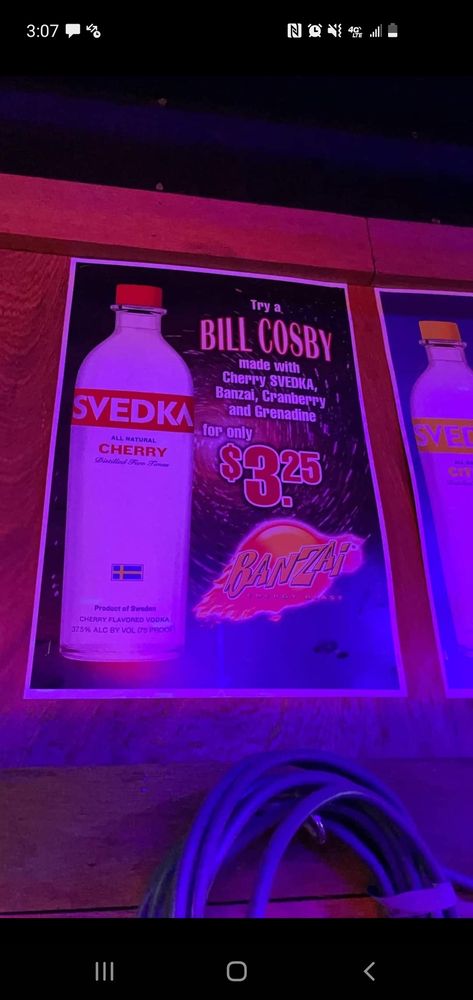 3:07
4G
LTE
Try a
BILL COSBY
made with
Cherry SVEDKA,
Banzai, Cranberry
and Grenadine
for only
$3.25
SVEDKA
ALL NATURAL
CHERRY
Distilled Five Times
Product of Sweden
CHERRY FLAVORED VODKA
37.5% ALC BY VOL (75 PROOF)
BANZAI
SVED